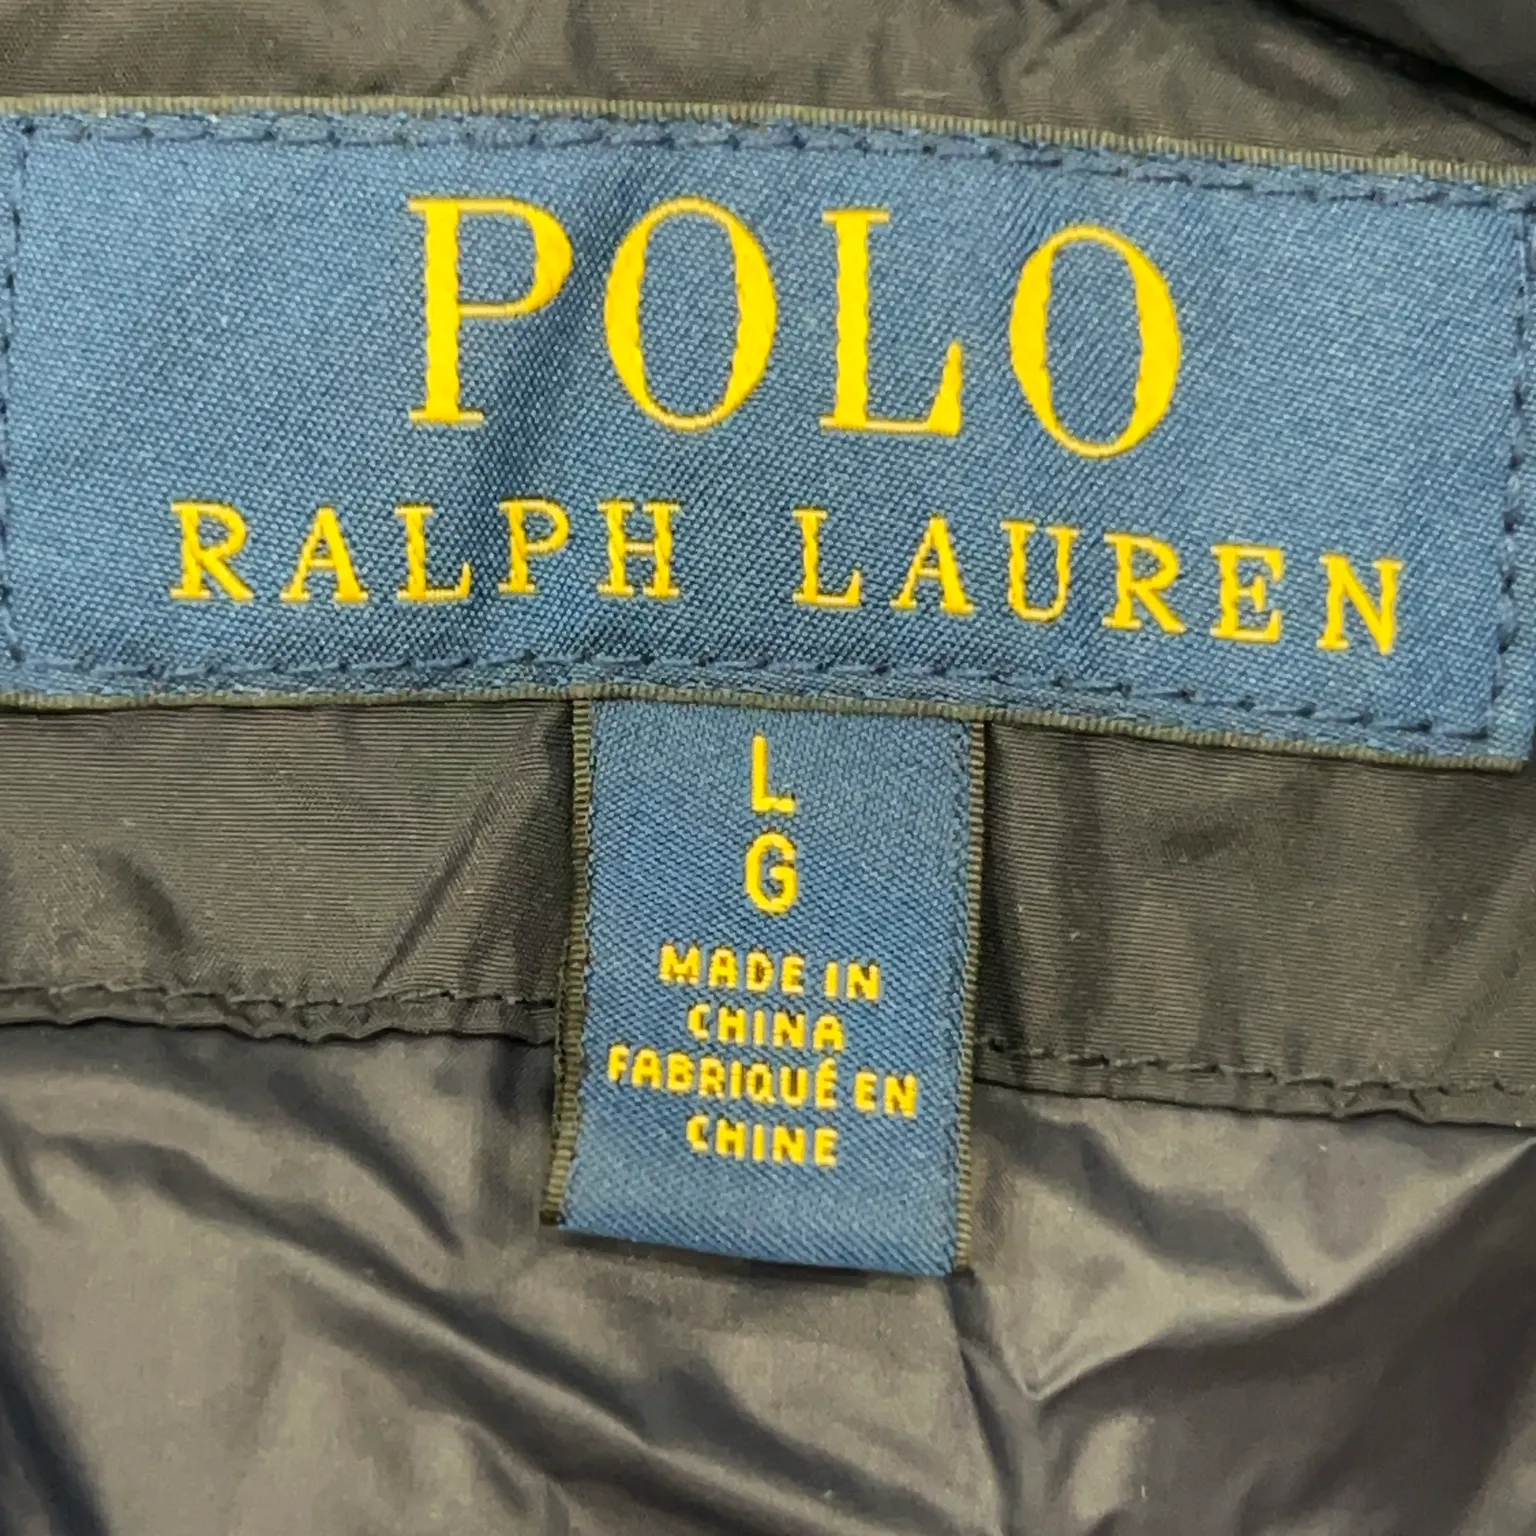 POLO
RALPH LAUREN
L
G
MADE IN
CHINA
FABRIQUÉ EN
CHINE